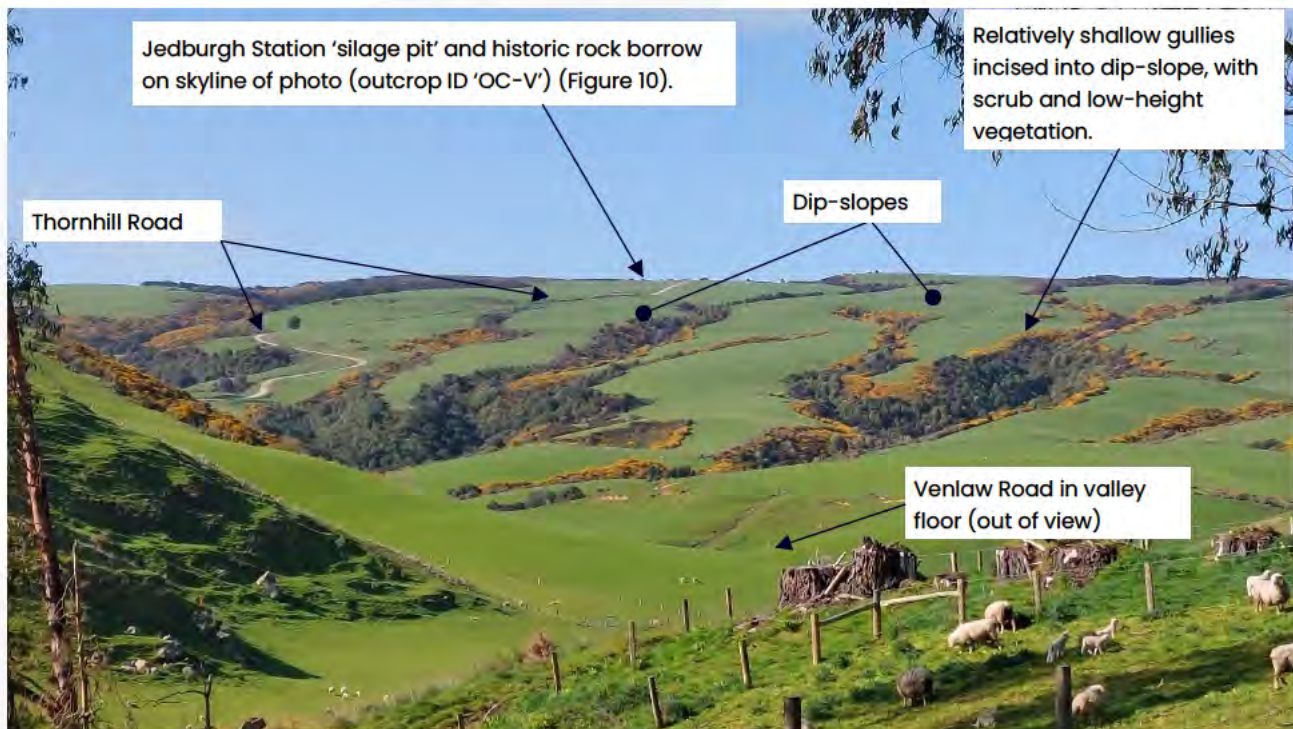 Jedburgh Station ‘silage pit’ and historic rock borrow
on skyline of photo (outcrop ID ‘OC-V’) (Figure 10).
Relatively shallow gullies
incised into dip-slope, with
scrub and low-height
vegetation.
Thornhill Road
Dip-slopes
Venlaw Road in valley
floor (out of view)